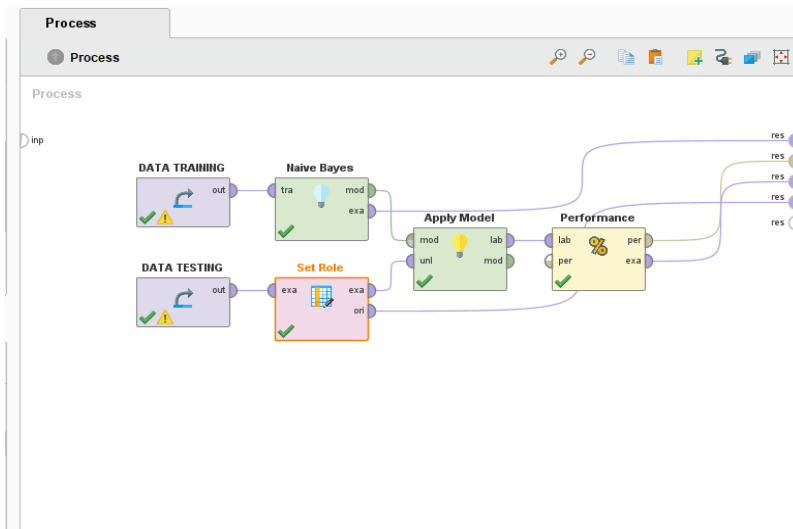 Process
Process
Process
inp
res
res
res
res
res
DATA TRAINING
out
Naive Bayes
tra
mod
exa
Apply Model
mod
lab
unl
mod
Performance
lab
per
per
exa
%
DATA TESTING
out
Set Role
exa
exa
ori